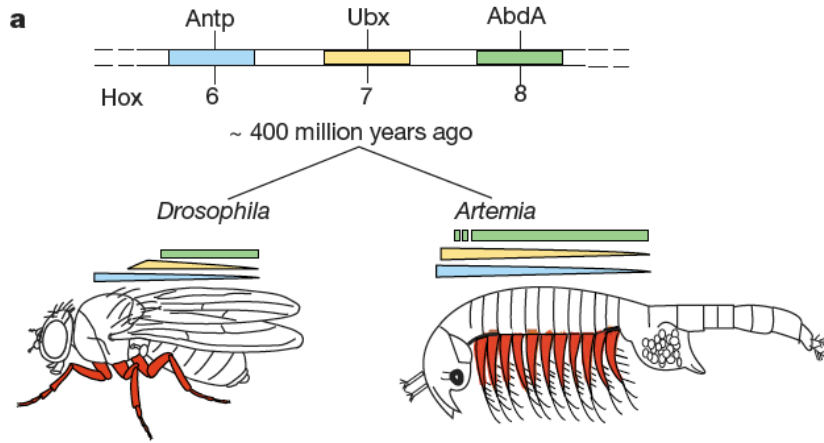 a
Antp Ubx AbdA
Hox 6 7 8
~ 400 million years ago
Drosophila Artemia